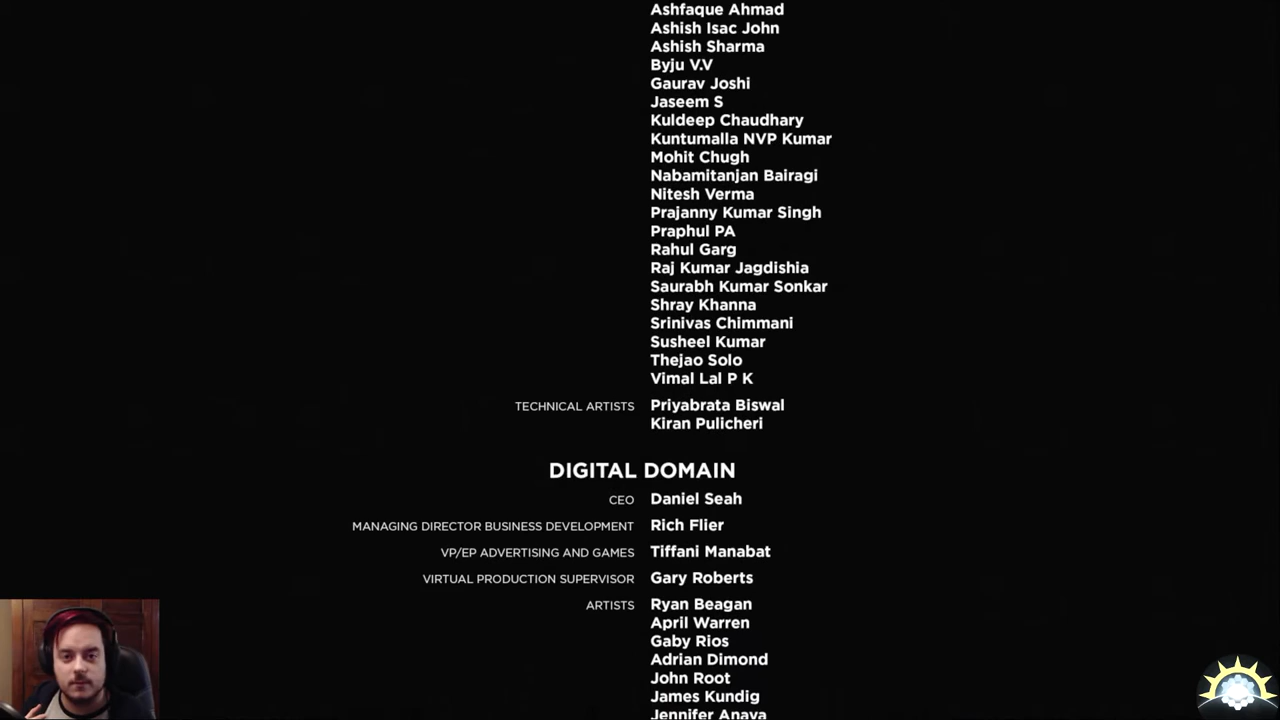 Ashfaque Ahmad
Ashish Isac John
Ashish Sharma
Byju V.V
Gaurav Joshi
Jaseem S
Kuldeep Chaudhary
Kuntumalla NVP Kumar
Mohit Chugh
Nabamitanjan Bairagi
Nitesh Verma
Prajanny Kumar Singh
Praphul PA
Rahul Garg
Raj Kumar Jagdishia
Saurabh Kumar Sonkar
Shray Khanna
Srinivas Chimmani
Susheel Kumar
Thejao Solo
Vimal Lal P K
TECHNICAL ARTISTS Priyabrata Biswal
Kiran Pulicheri
DIGITAL DOMAIN
CEO Daniel Seah
MANAGING DIRECTOR BUSINESS DEVELOPMENT Rich Flier
VP/EP ADVERTISING AND GAMES Tiffani Manabat
VIRTUAL PRODUCTION SUPERVISOR Gary Roberts
ARTISTS Ryan Beagan
April Warren
Gaby Rios
Adrian Dimond
John Root
James Kundig
Jennifer Anaya